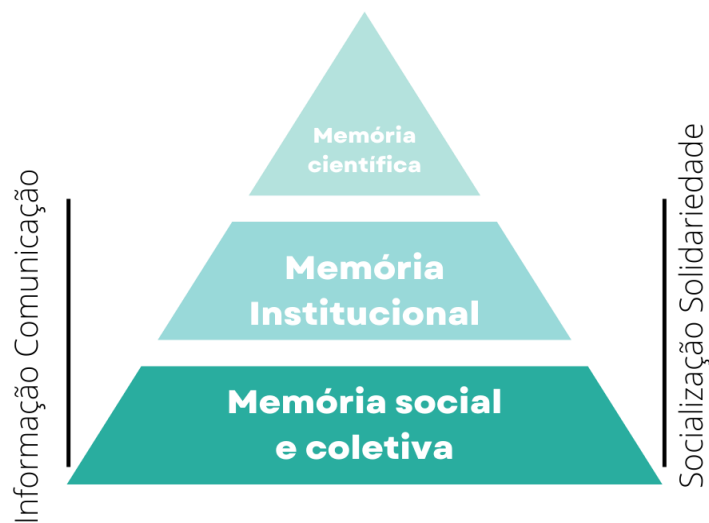 Memória
científica
Memória
Institucional
Memória social
e coletiva
Informação Comunicação
Socialização Solidariedade